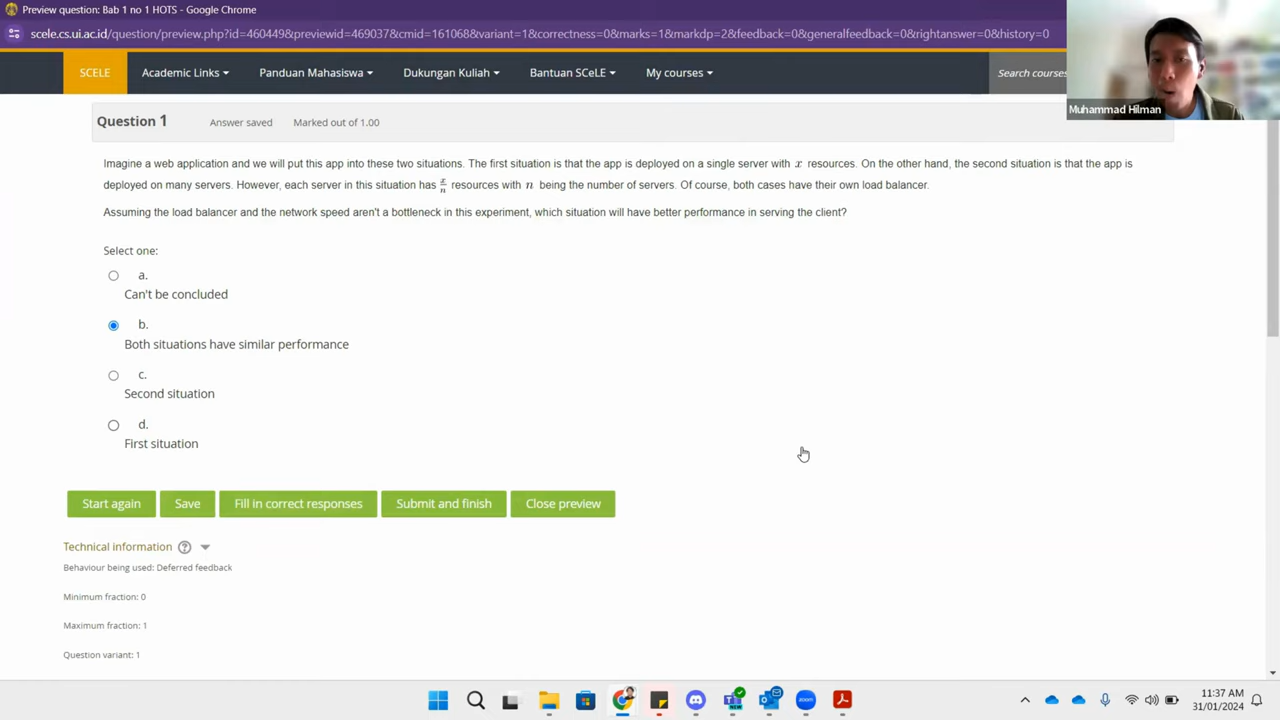 Preview question: Bab 1 no 1 HOTS - Google Chrome
scele.cs.ui.ac.id/question/preview.php?id=460449&previewid=469037&cmid=161068&variant=1&correctness=0&marks=1&markdp=2&feedback=0&generalfeedback=0&rightanswer=0&history=0
SCELE Academic Links Panduan Mahasiswa Dukungan Kuliah Bantuan SCeLE My courses Search courses
Muhammad Hilman
Question 1 Answer saved Marked out of 1.00
Imagine a web application and we will put this app into these two situations. The first situation is that the app is deployed on a single server with x resources. On the other hand, the second situation is that the app is
deployed on many servers. However, each server in this situation has x/n resources with n being the number of servers. Of course, both cases have their own load balancer.
Assuming the load balancer and the network speed aren't a bottleneck in this experiment, which situation will have better performance in serving the client?
Select one:
a.
Can't be concluded
b.
Both situations have similar performance
c.
Second situation
d.
First situation
Start again Save Fill in correct responses Submit and finish Close preview
Technical information
Behaviour being used: Deferred feedback
Minimum fraction: 0
Maximum fraction: 1
Question variant: 1
NEW
11:37 AM
31/01/2024